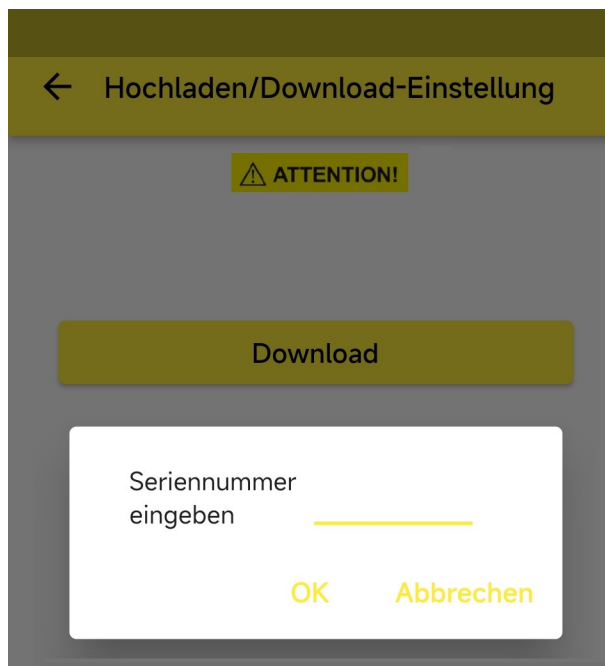 Hochladen/Download-Einstellung
ATTENTION!
Download
Seriennummer
eingeben
OK Abbrechen